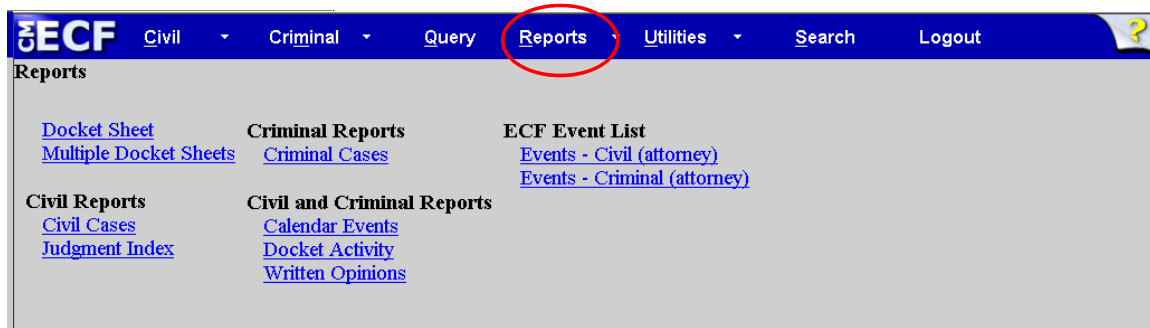 CM ECF Civil Criminal Query Reports Utilities Search Logout ?
Reports
Docket Sheet
Multiple Docket Sheets
Criminal Reports
Criminal Cases
ECF Event List
Events - Civil (attorney)
Events - Criminal (attorney)
Civil Reports
Civil Cases
Judgment Index
Civil and Criminal Reports
Calendar Events
Docket Activity
Written Opinions